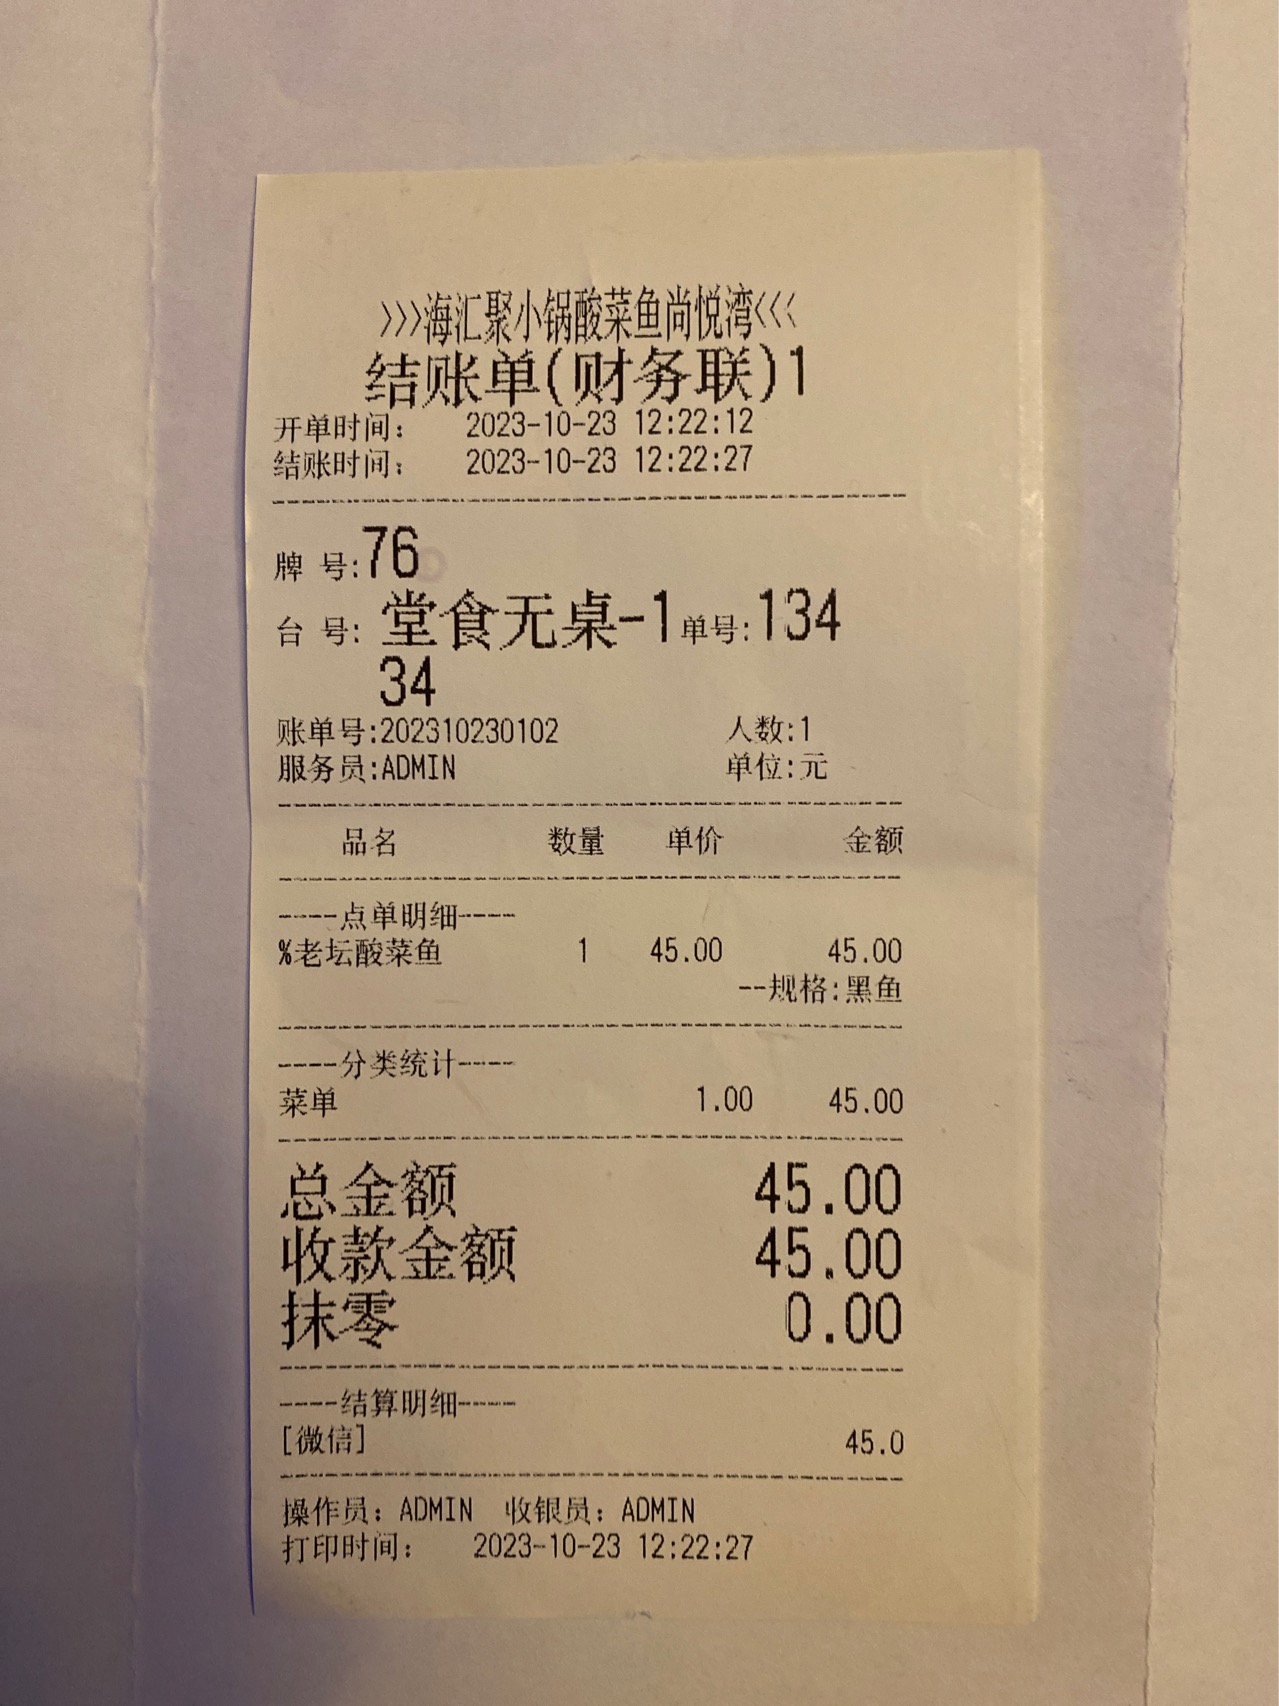 >>>海汇聚小锅酸菜鱼尚悦湾<<<
结账单(财务联)1
开单时间： 2023-10-23 12:22:12
结账时间： 2023-10-23 12:22:27
牌 号:76
台 号: 堂食无桌-1 单号:134
34
账单号:202310230102 人数:1
服务员:ADMIN 单位:元
品名 数量 单价 金额
----点单明细----
%老坛酸菜鱼 1 45.00 45.00
--规格:黑鱼
----分类统计----
菜单 1.00 45.00
总金额 45.00
收款金额 45.00
抹零 0.00
----结算明细----
[微信] 45.0
操作员：ADMIN 收银员：ADMIN
打印时间： 2023-10-23 12:22:27